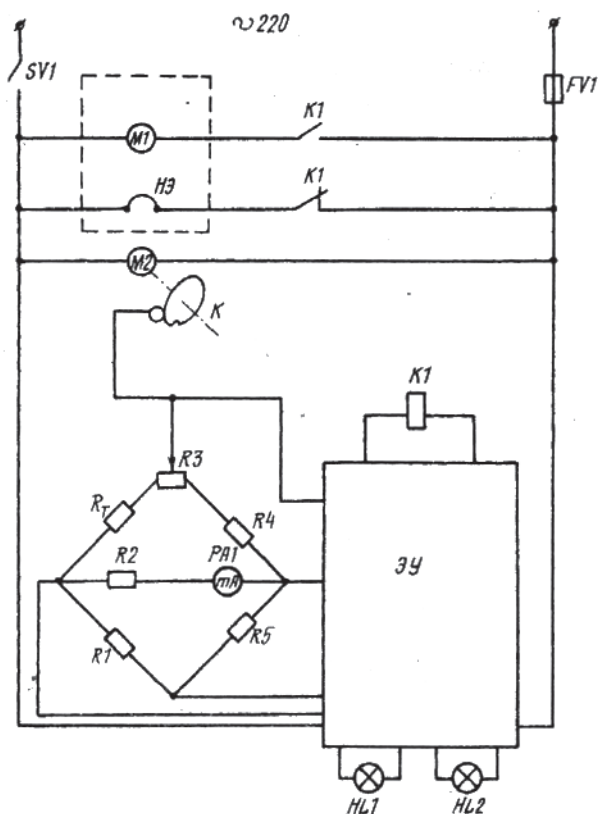 ~220
SV1
FV1
M1
K1
НЭ
K1
M2
K
K1
R3
Rт
R4
R2
PA1
mA
ЭУ
R1
R5
HL1
HL2